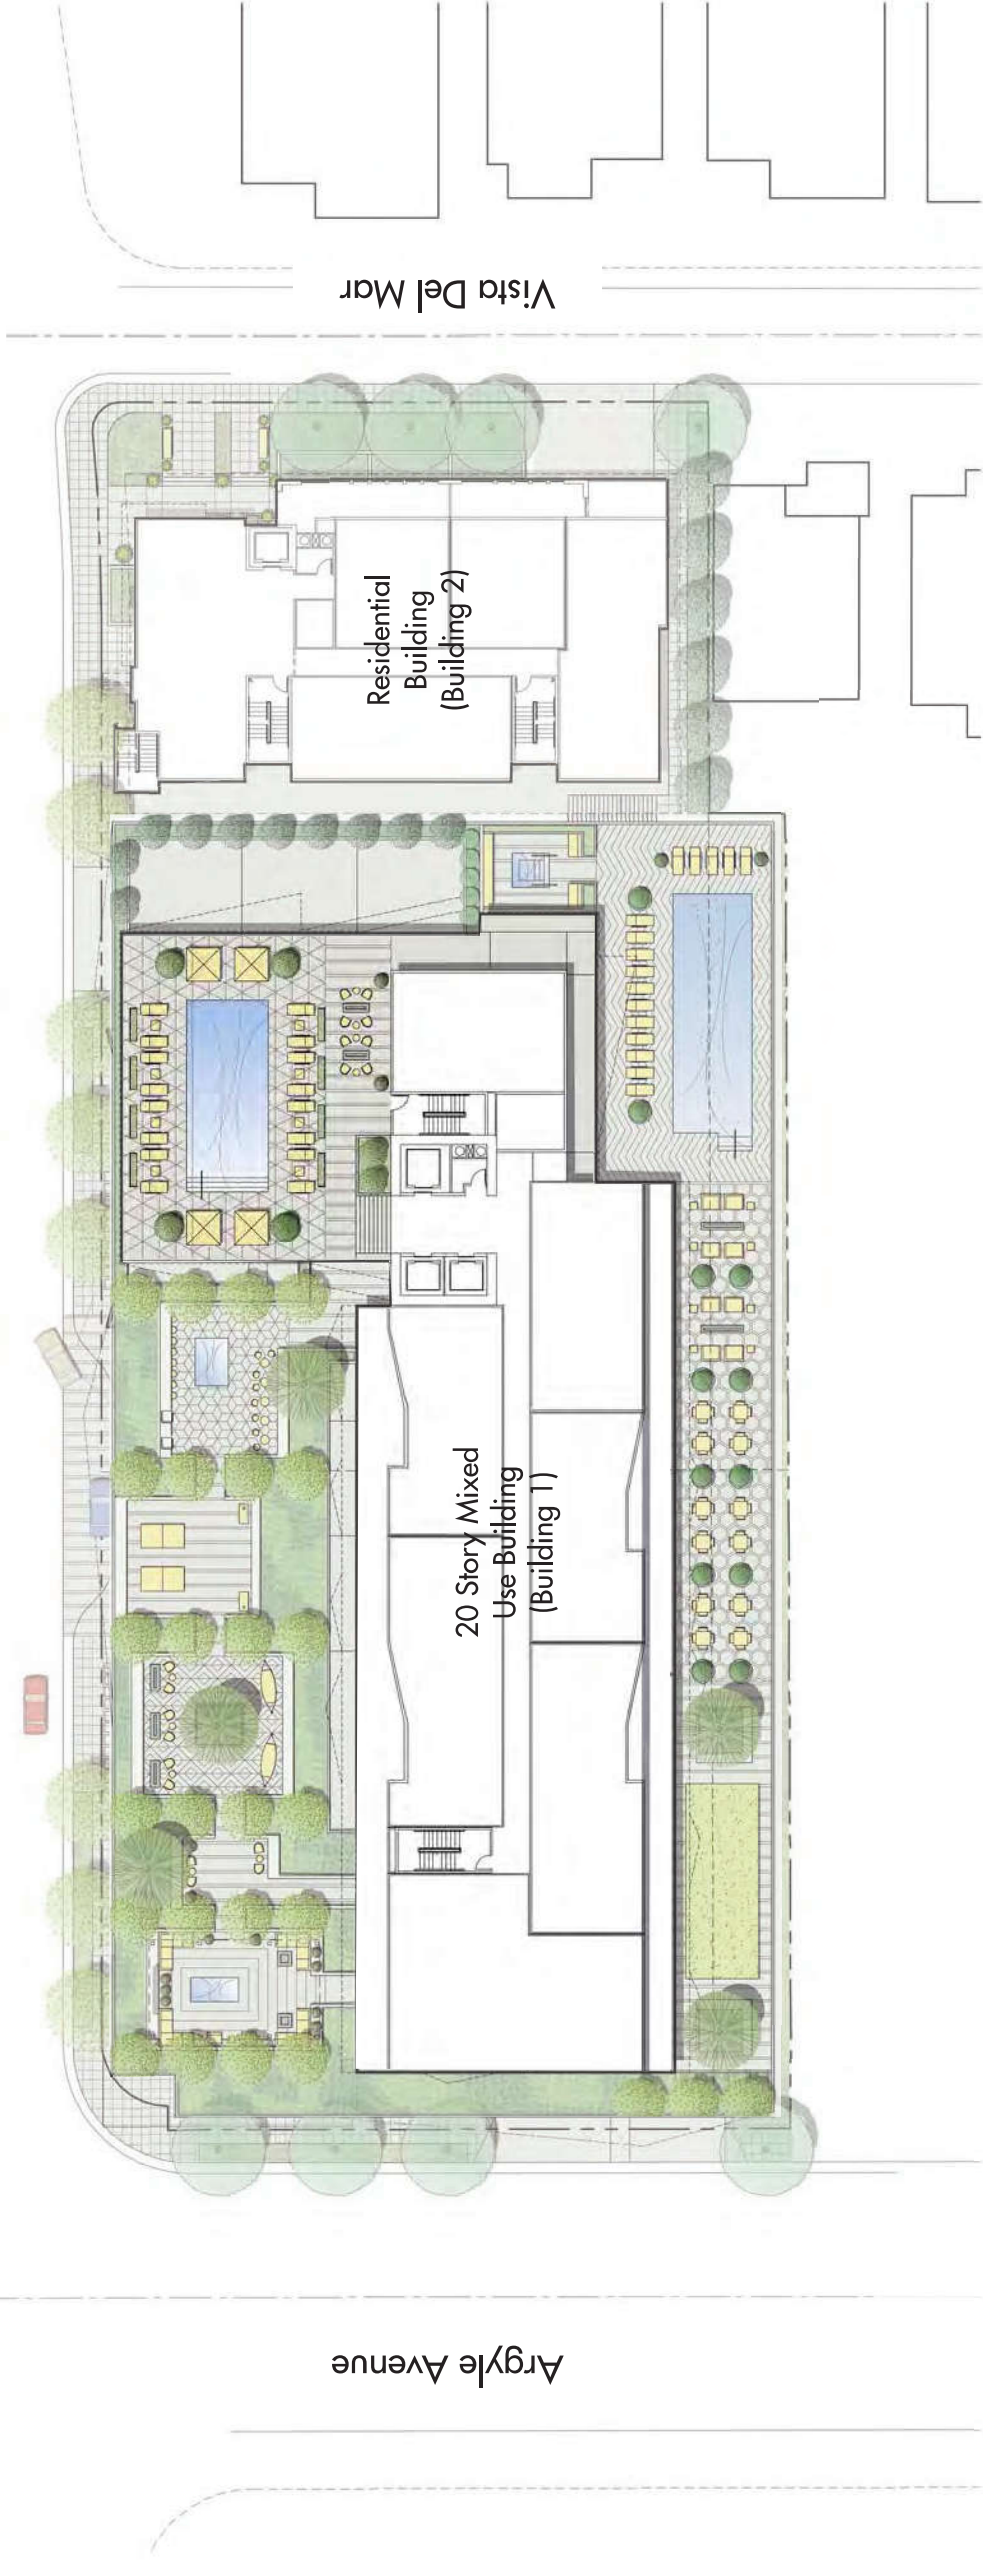 Vista Del Mar
Residential
Building
(Building 2)
20 Story Mixed
Use Building
(Building 1)
Argyle Avenue